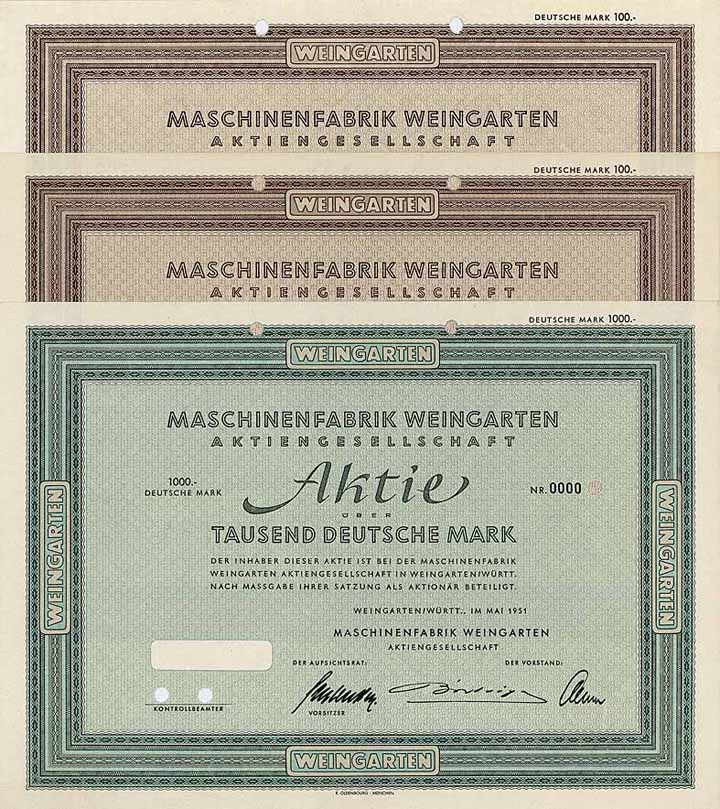 DEUTSCHE MARK 100.-
WEINGARTEN
MASCHINENFABRIK WEINGARTEN
AKTIENGESELLSCHAFT
DEUTSCHE MARK 100.-
WEINGARTEN
MASCHINENFABRIK WEINGARTEN
AKTIENGESELLSCHAFT
DEUTSCHE MARK 1000.-
WEINGARTEN
MASCHINENFABRIK WEINGARTEN
AKTIENGESELLSCHAFT
1000.-
DEUTSCHE MARK
Aktie
NR. 0000
ÜBER
TAUSEND DEUTSCHE MARK
DER INHABER DIESER AKTIE IST BEI DER MASCHINENFABRIK
WEINGARTEN AKTIENGESELLSCHAFT IN WEINGARTEN/WÜRTT.
NACH MASSGABE IHRER SATZUNG ALS AKTIONÄR BETEILIGT.
WEINGARTEN/WÜRTT., IM MAI 1951
MASCHINENFABRIK WEINGARTEN
AKTIENGESELLSCHAFT
DER AUFSICHTSRAT:
DER VORSTAND:
KONTROLLBEAMTER
VORSITZER
WEINGARTEN
WEINGARTEN
WEINGARTEN
R. OLDENBOURG · MÜNCHEN